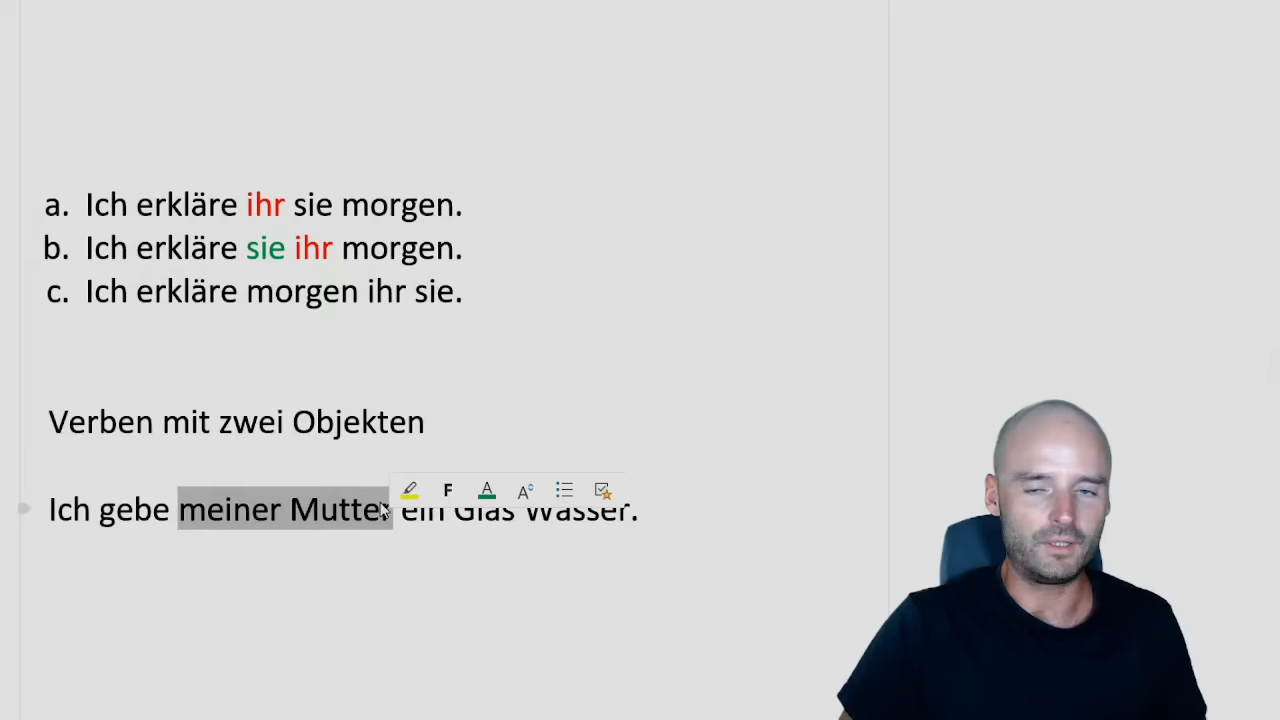 a. Ich erkläre ihr sie morgen.
b. Ich erkläre sie ihr morgen.
c. Ich erkläre morgen ihr sie.
Verben mit zwei Objekten
F A A
Ich gebe meiner Mutter ein Glas Wasser.